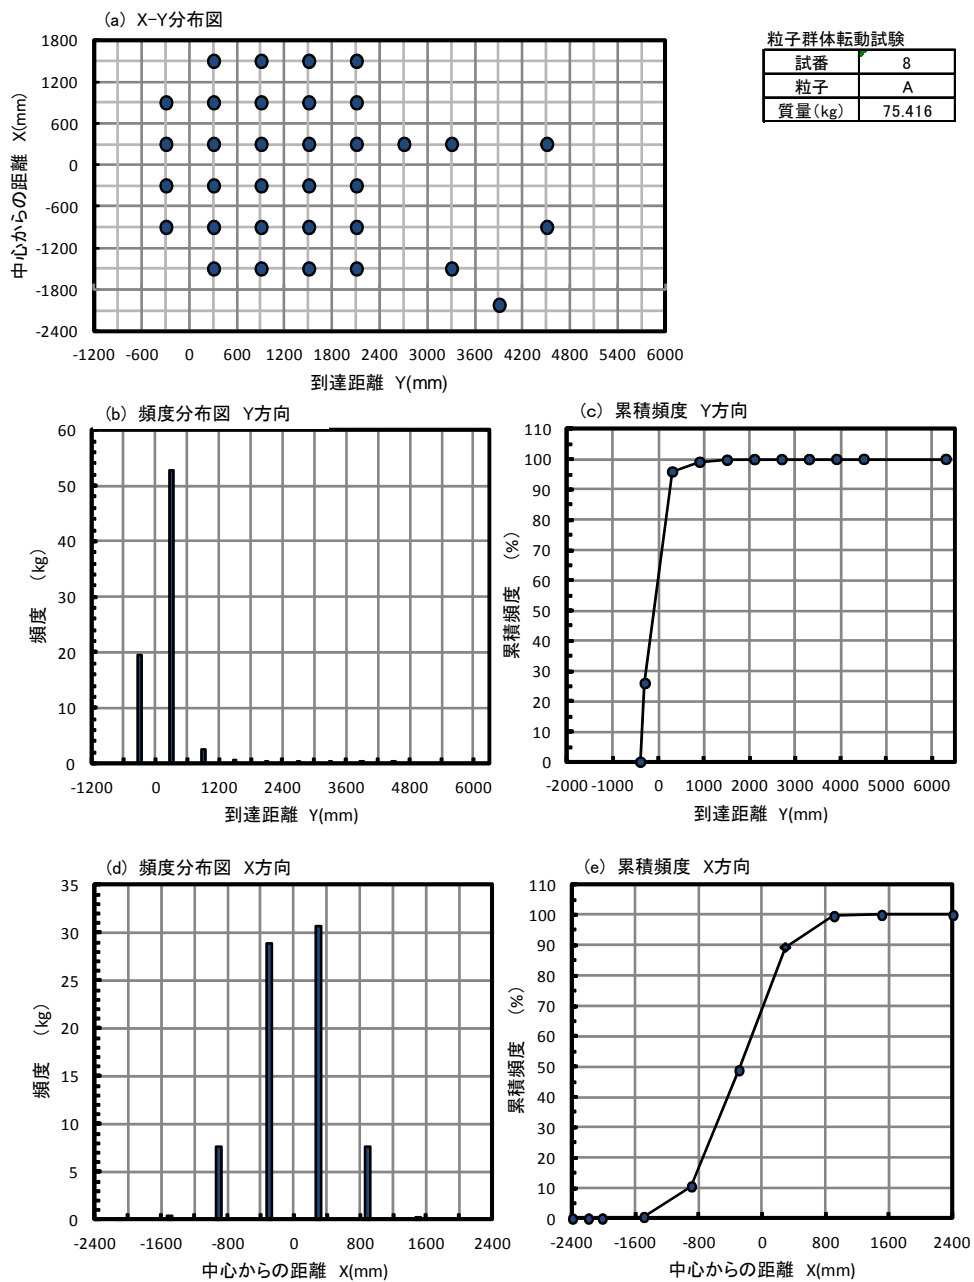 (a) X-Y分布図
1800
1200
600
0
-600
-1200
-1800
-2400
中心からの距離 X(mm)
-1200 -600 0 600 1200 1800 2400 3000 3600 4200 4800 5400 6000
到達距離 Y(mm)
粒子群体転動試験
試番 8
粒子 A
質量(kg) 75.416
(b) 頻度分布図 Y方向
60
50
40
30
20
10
0
頻度 (kg)
-1200 0 1200 2400 3600 4800 6000
到達距離 Y(mm)
(c) 累積頻度 Y方向
110
100
90
80
70
60
50
40
30
20
10
0
累積頻度 (%)
-2000 -1000 0 1000 2000 3000 4000 5000 6000
到達距離 Y(mm)
(d) 頻度分布図 X方向
35
30
25
20
15
10
5
0
頻度 (kg)
-2400 -1600 -800 0 800 1600 2400
中心からの距離 X(mm)
(e) 累積頻度 X方向
110
100
90
80
70
60
50
40
30
20
10
0
累積頻度 (%)
-2400 -1600 -800 0 800 1600 2400
中心からの距離 X(mm)